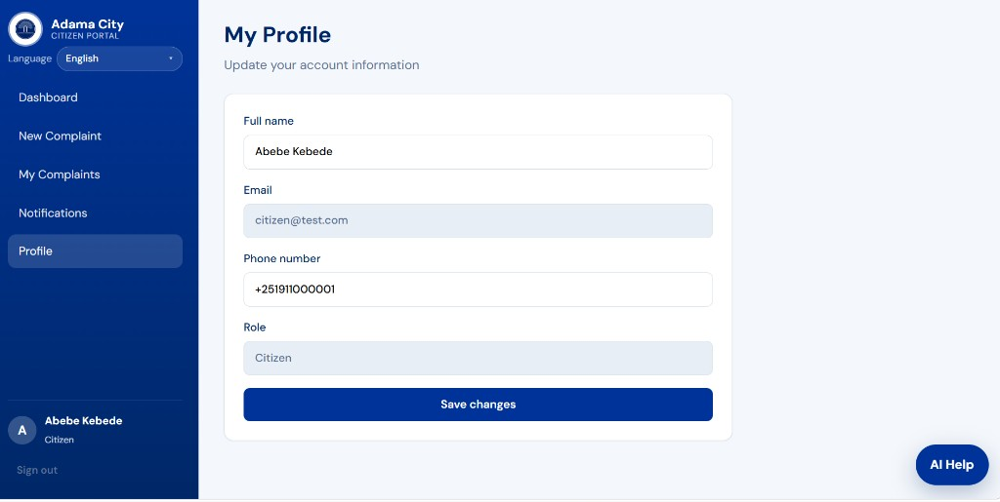 Adama City
CITIZEN PORTAL
Language English
Dashboard
New Complaint
My Complaints
Notifications
Profile
Abebe Kebede
A
Citizen
Sign out
My Profile
Update your account information
Full name
Abebe Kebede
Email
citizen@test.com
Phone number
+251911000001
Role
Citizen
Save changes
AI Help